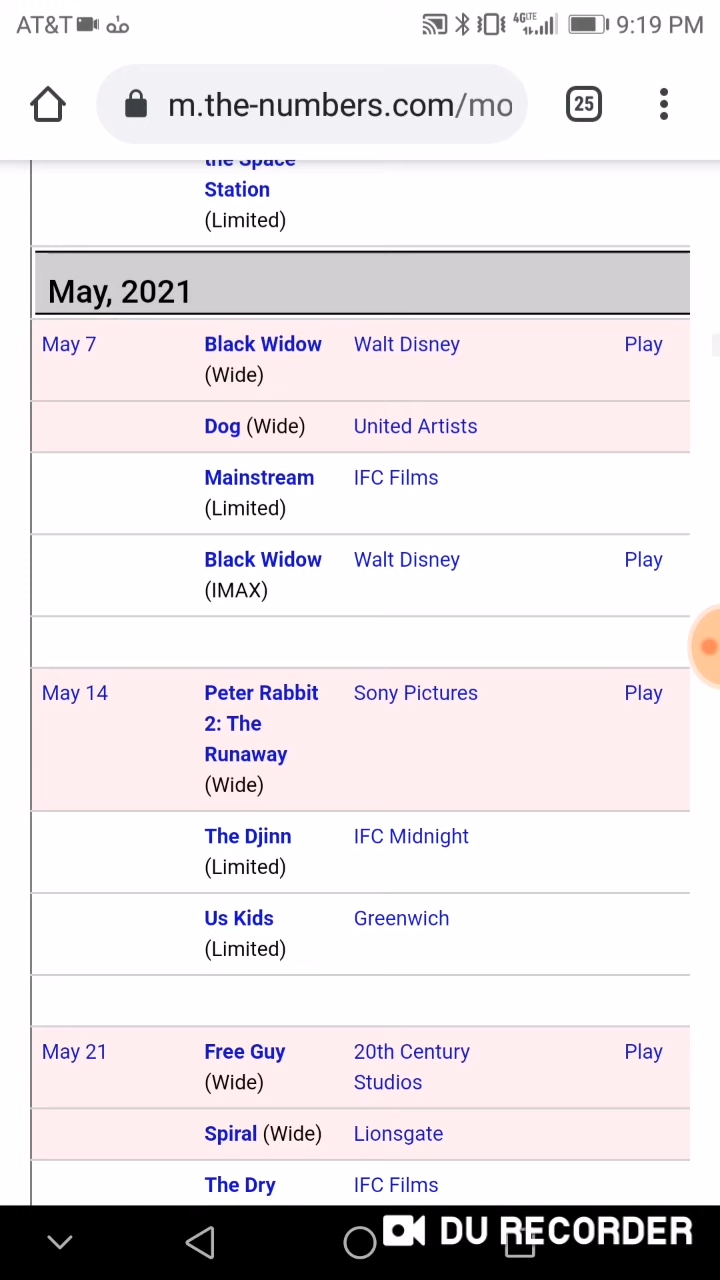 AT&T 4G LTE 9:19 PM
m.the-numbers.com/mo 25
the Space
Station
(Limited)
May, 2021
May 7 Black Widow Walt Disney Play
(Wide)
Dog (Wide) United Artists
Mainstream IFC Films
(Limited)
Black Widow Walt Disney Play
(IMAX)
May 14 Peter Rabbit Sony Pictures Play
2: The
Runaway
(Wide)
The Djinn IFC Midnight
(Limited)
Us Kids Greenwich
(Limited)
May 21 Free Guy 20th Century Play
(Wide) Studios
Spiral (Wide) Lionsgate
The Dry IFC Films
DU RECORDER